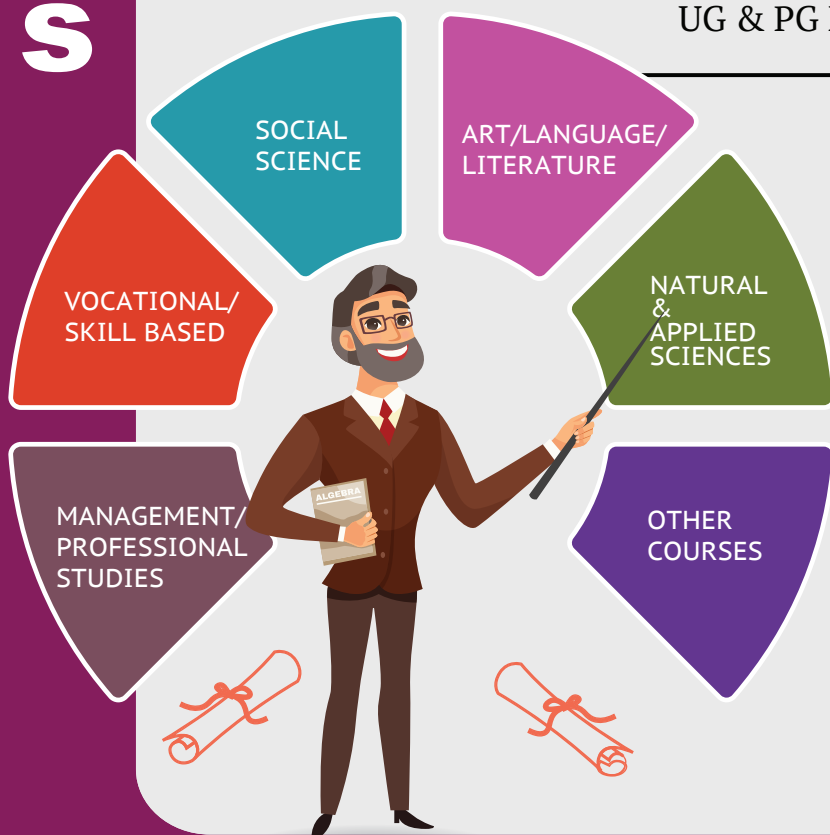 s
UG & PG
SOCIAL
SCIENCE
ART/LANGUAGE/
LITERATURE
VOCATIONAL/
SKILL BASED
NATURAL
&
APPLIED
SCIENCES
ALGEBRA
MANAGEMENT/
PROFESSIONAL
STUDIES
OTHER
COURSES